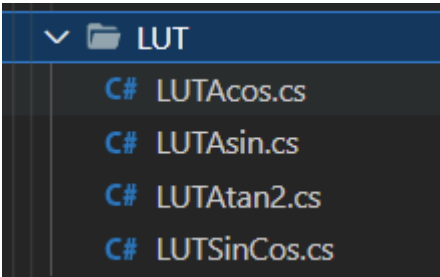 LUT
C# LUTAcos.cs
C# LUTAsin.cs
C# LUTAtan2.cs
C# LUTSinCos.cs